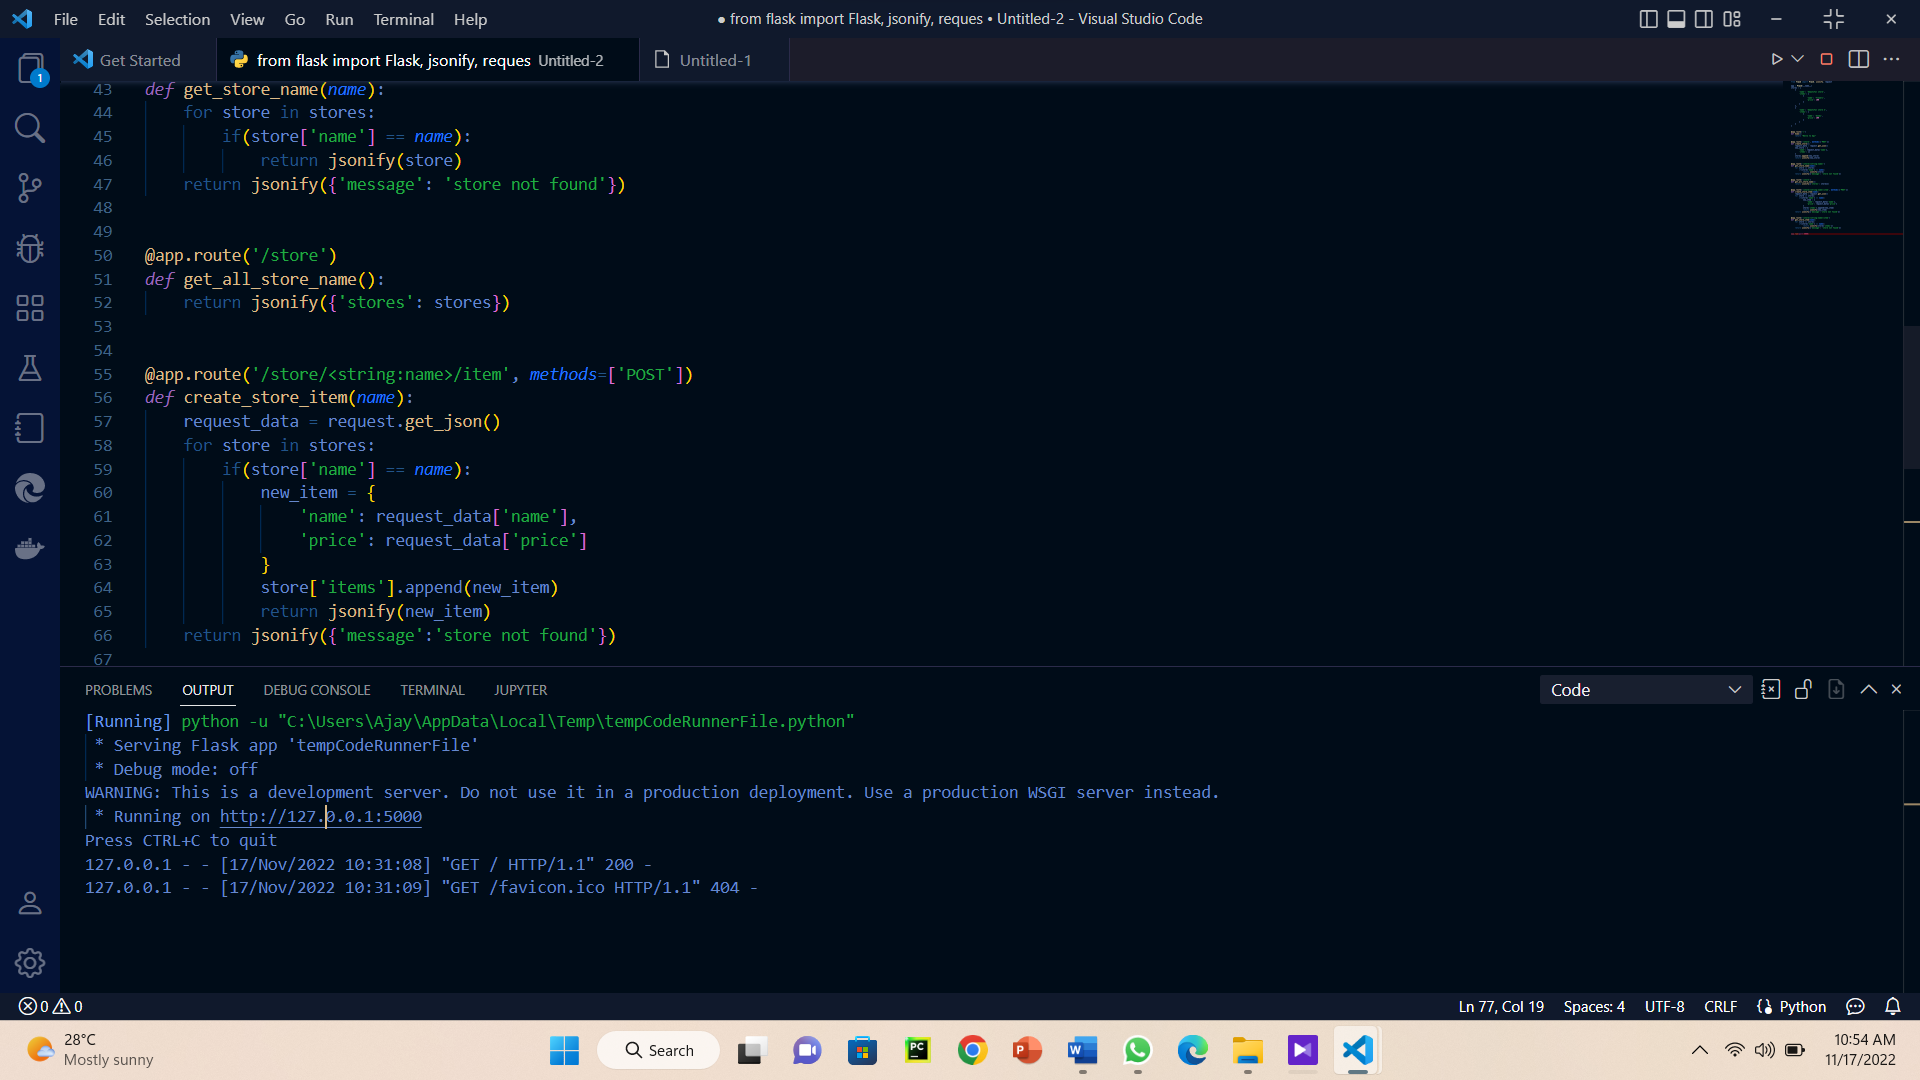 File Edit Selection View Go Run Terminal Help
● from flask import Flask, jsonify, reques • Untitled-2 - Visual Studio Code
1
Get Started
from flask import Flask, jsonify, reques Untitled-2
Untitled-1
43 def get_store_name(name):
44     for store in stores:
45         if(store['name'] == name):
46             return jsonify(store)
47     return jsonify({'message': 'store not found'})
48
49
50 @app.route('/store')
51 def get_all_store_name():
52     return jsonify({'stores': stores})
53
54
55 @app.route('/store/<string:name>/item', methods=['POST'])
56 def create_store_item(name):
57     request_data = request.get_json()
58     for store in stores:
59         if(store['name'] == name):
60             new_item = {
61                 'name': request_data['name'],
62                 'price': request_data['price']
63             }
64             store['items'].append(new_item)
65             return jsonify(new_item)
66     return jsonify({'message':'store not found'})
67
PROBLEMS OUTPUT DEBUG CONSOLE TERMINAL JUPYTER
Code
[Running] python -u "C:\Users\Ajay\AppData\Local\Temp\tempCodeRunnerFile.python"
 * Serving Flask app 'tempCodeRunnerFile'
 * Debug mode: off
WARNING: This is a development server. Do not use it in a production deployment. Use a production WSGI server instead.
 * Running on http://127.0.0.1:5000
Press CTRL+C to quit
127.0.0.1 - - [17/Nov/2022 10:31:08] "GET / HTTP/1.1" 200 -
127.0.0.1 - - [17/Nov/2022 10:31:09] "GET /favicon.ico HTTP/1.1" 404 -
0 0
Ln 77, Col 19 Spaces: 4 UTF-8 CRLF Python
28°C
Mostly sunny
Search
PC
P
W
10:54 AM
11/17/2022